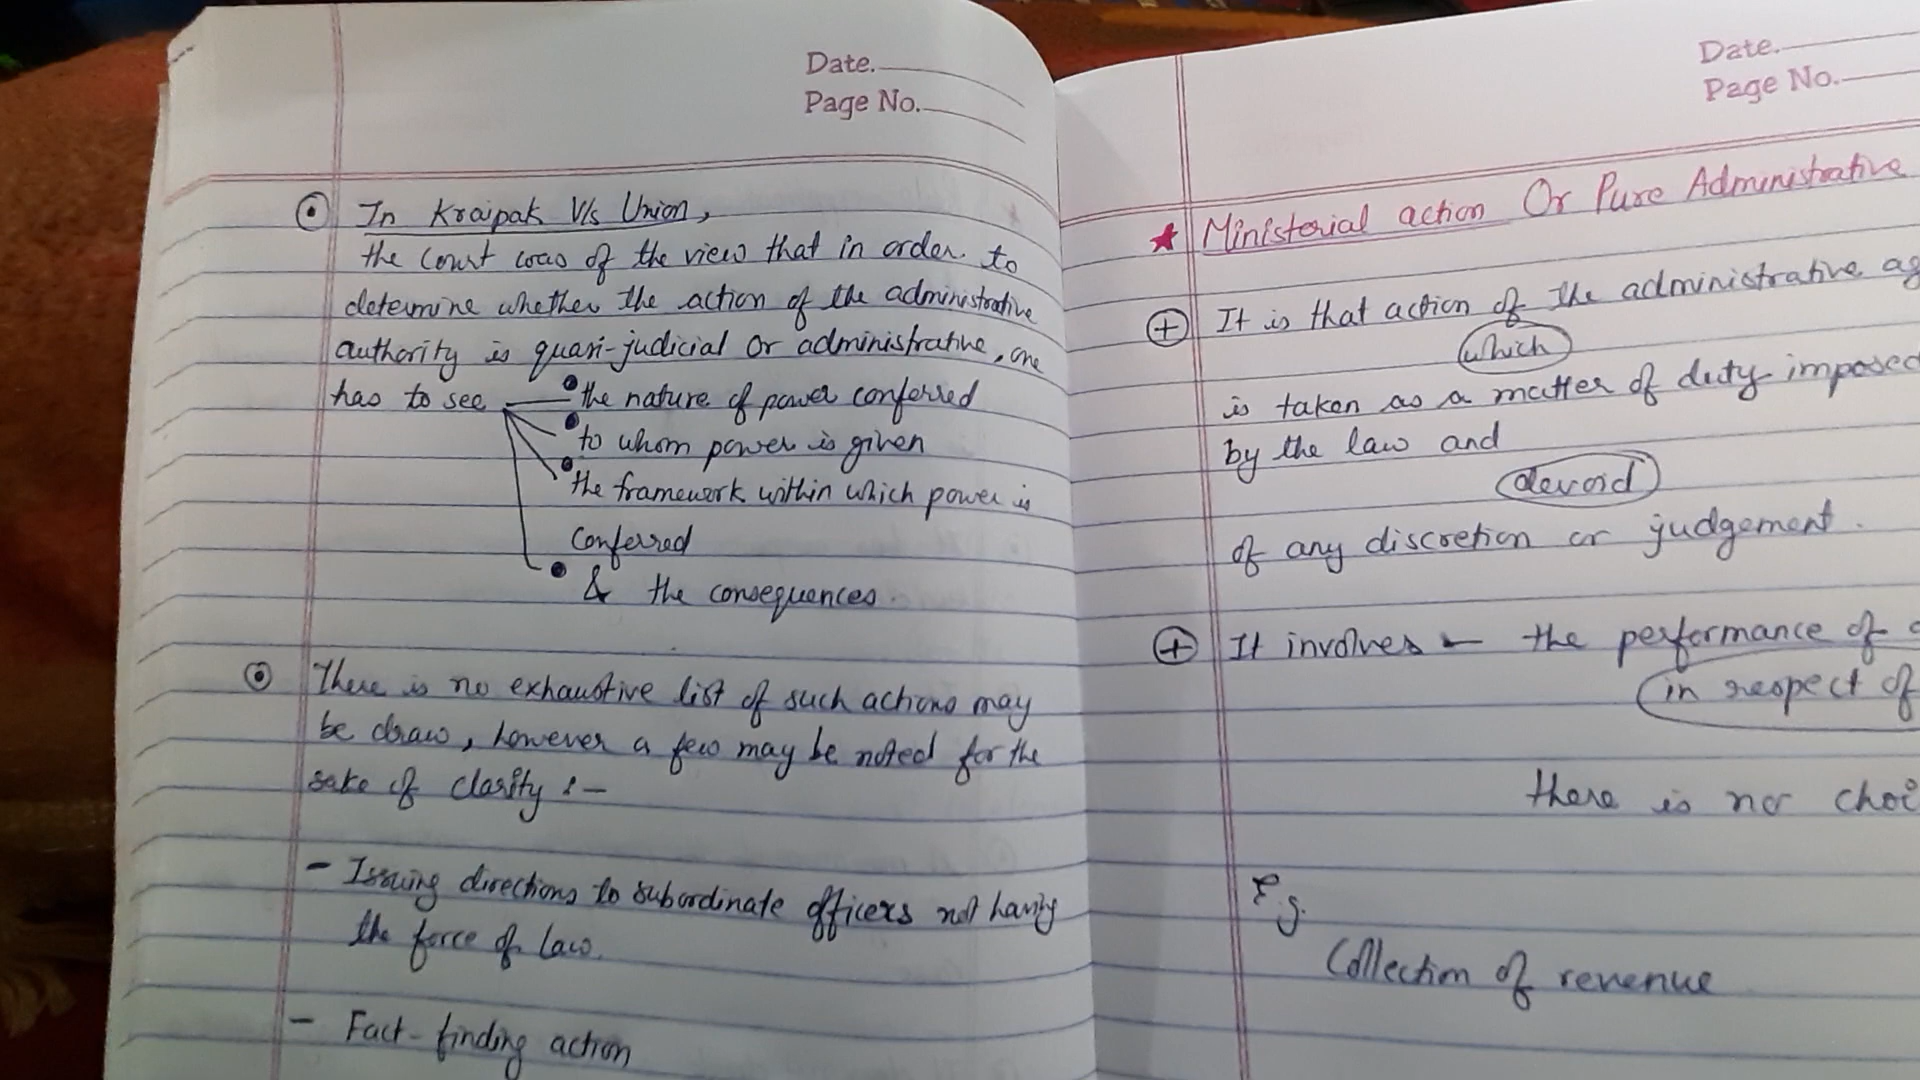 Date.
Page No.
In Kraipak V/s Union,
the Court was of the view that in order to
determine whether the action of the administrative
authority is quasi-judicial or administrative, one
has to see — the nature of power conferred
to whom power is given
the framework within which power is
Conferred
& the consequences.
There is no exhaustive list of such actions may
be draw, however a few may be noted for the
sake of clarity :-
- Issuing directions to subordinate officers not having
the force of law.
- Fact-finding action
Date.
Page No.
★ Ministerial action Or Pure Administrative
It is that action of the administrative ag
which
is taken as a matter of duty imposed
by the law and
devoid
of any discretion or judgement.
It involves - the performance of
in respect of
there is no choi
E.g.
Collection of revenue